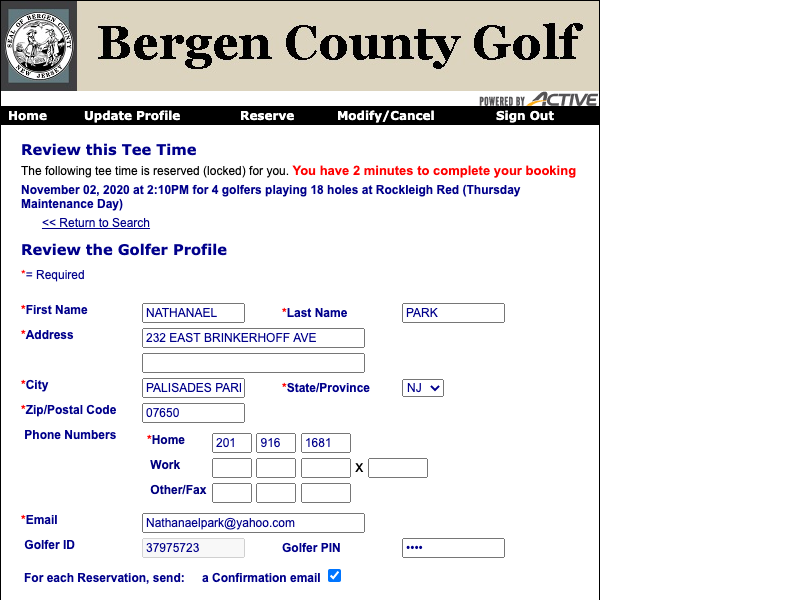 SEAL OF BERGEN COUNTY
NEW JERSEY
Bergen County Golf
POWERED BY ACTIVE
Home Update Profile Reserve Modify/Cancel Sign Out
Review this Tee Time
The following tee time is reserved (locked) for you. You have 2 minutes to complete your booking
November 02, 2020 at 2:10PM for 4 golfers playing 18 holes at Rockleigh Red (Thursday
Maintenance Day)
<< Return to Search
Review the Golfer Profile
*= Required
*First Name NATHANAEL *Last Name PARK
*Address 232 EAST BRINKERHOFF AVE
*City PALISADES PARI *State/Province NJ
*Zip/Postal Code 07650
Phone Numbers *Home 201 916 1681
Work X
Other/Fax
*Email Nathanaelpark@yahoo.com
Golfer ID 37975723 Golfer PIN ••••
For each Reservation, send: a Confirmation email